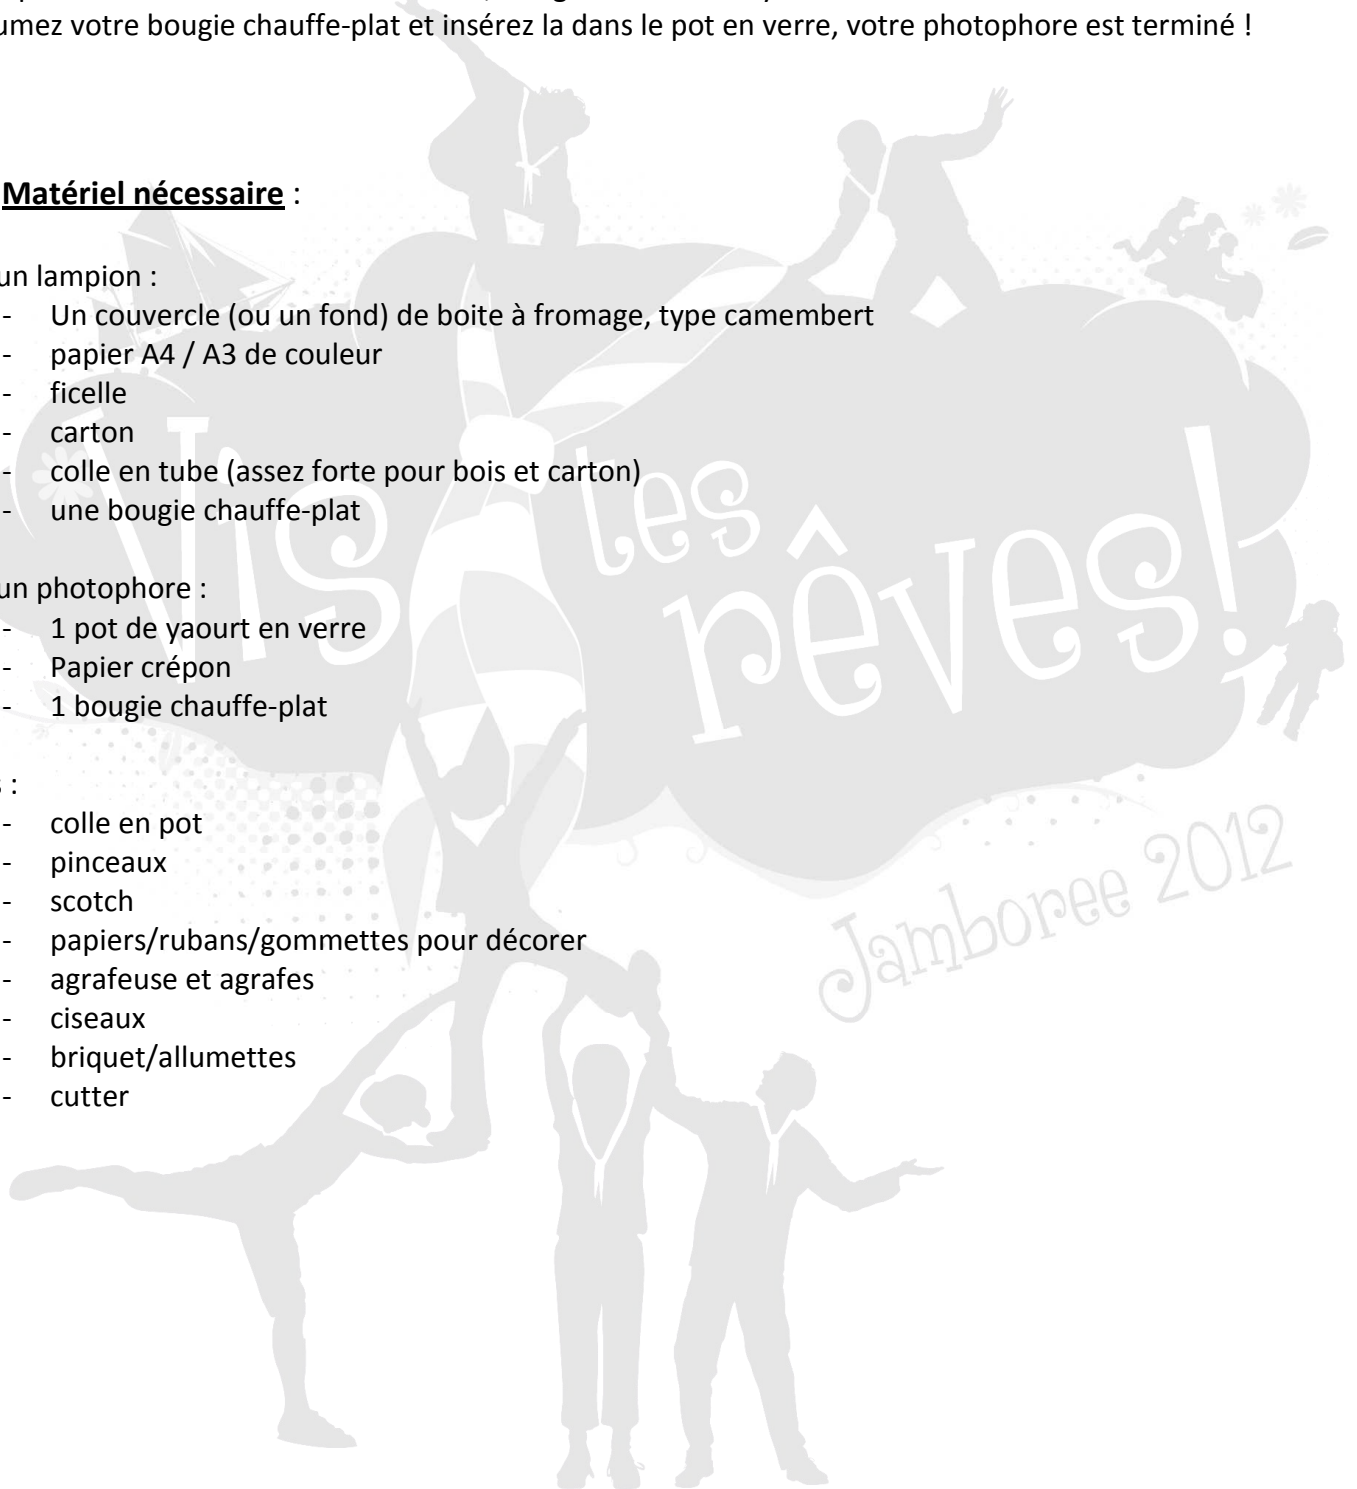 umez votre bougie chauffe-plat et insérez la dans le pot en verre, votre photophore est terminé !
Matériel nécessaire :
un lampion :
- Un couvercle (ou un fond) de boite à fromage, type camembert
- papier A4 / A3 de couleur
- ficelle
- carton
- colle en tube (assez forte pour bois et carton)
- une bougie chauffe-plat
un photophore :
- 1 pot de yaourt en verre
- Papier crépon
- 1 bougie chauffe-plat
s :
- colle en pot
- pinceaux
- scotch
- papiers/rubans/gommettes pour décorer
- agrafeuse et agrafes
- ciseaux
- briquet/allumettes
- cutter
Vis tes rêves!
Jamboree 2012